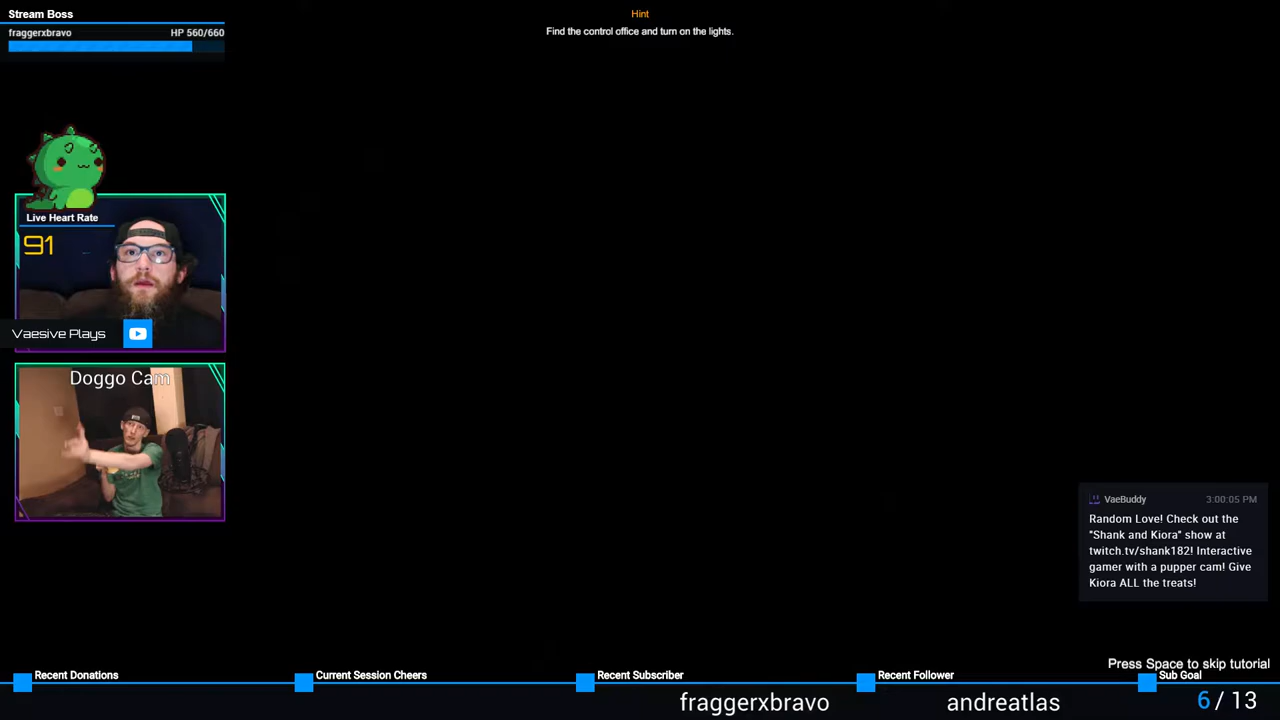 Stream Boss
fraggerxbravo HP 560/660
Hint
Find the control office and turn on the lights.
Live Heart Rate
91
Vaesive Plays
Doggo Cam
VaeBuddy 3:00:05 PM
Random Love! Check out the
"Shank and Kiora" show at
twitch.tv/shank182! Interactive
gamer with a pupper cam! Give
Kiora ALL the treats!
Press Space to skip tutorial
Recent Donations
Current Session Cheers
Recent Subscriber
fraggerxbravo
Recent Follower
andreatlas
Sub Goal
6 / 13